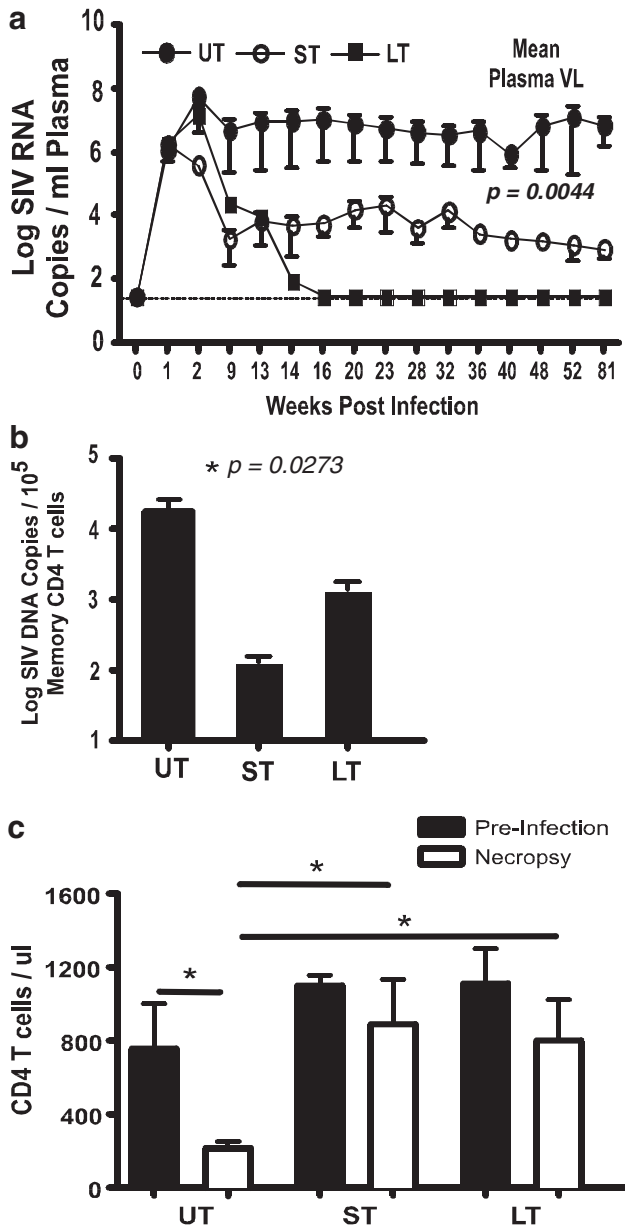 a
10
8
6
4
2
0
Log SIV RNA
Copies / ml Plasma
UT ST LT
Mean
Plasma VL
p = 0.0044
0 1 2 9 13 14 16 20 23 28 32 36 40 48 52 81
Weeks Post Infection
b
5
4
3
2
1
Log SIV DNA Copies / 10⁵
Memory CD4 T cells
* p = 0.0273
UT ST LT
c
Pre-Infection
Necropsy
1600
1200
800
400
0
CD4 T cells / ul
*
*
*
UT ST LT